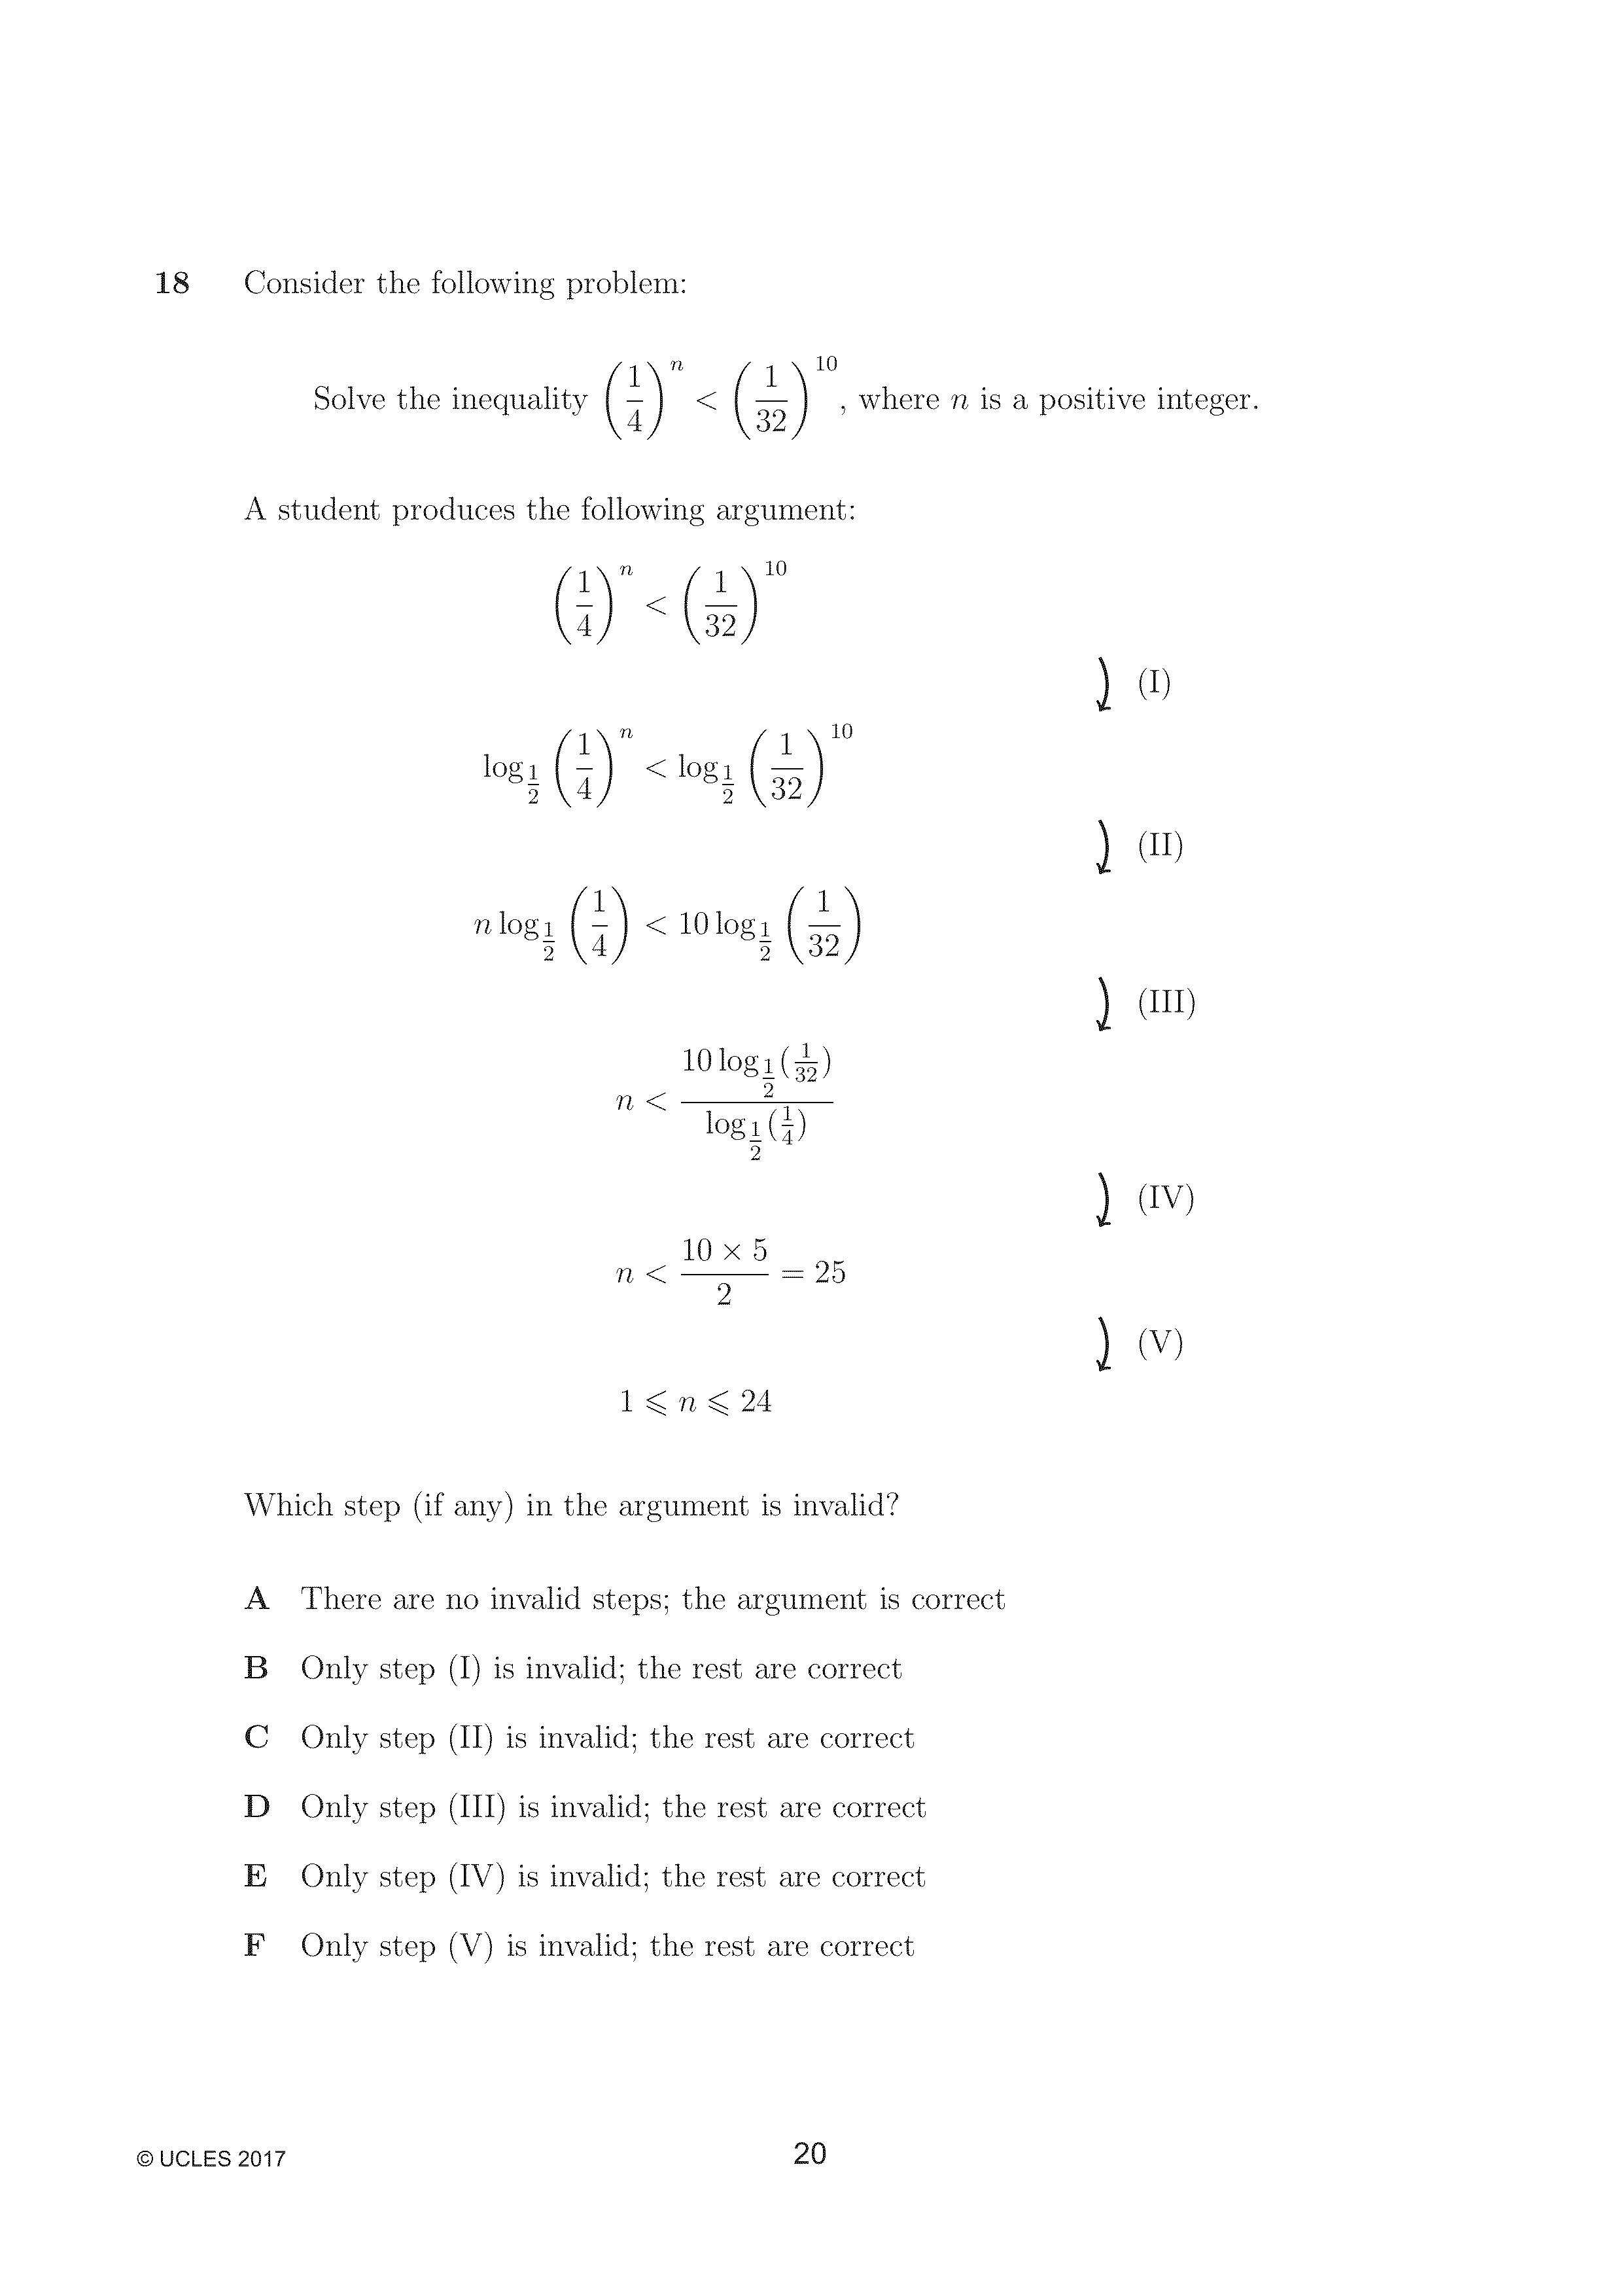 18 Consider the following problem:
Solve the inequality $\left(\frac{1}{4}\right)^n < \left(\frac{1}{32}\right)^{10}$, where $n$ is a positive integer.
A student produces the following argument:
$\left(\frac{1}{4}\right)^n < \left(\frac{1}{32}\right)^{10}$
(I)
$\log_{\frac{1}{2}}\left(\frac{1}{4}\right)^n < \log_{\frac{1}{2}}\left(\frac{1}{32}\right)^{10}$
(II)
$n\log_{\frac{1}{2}}\left(\frac{1}{4}\right) < 10\log_{\frac{1}{2}}\left(\frac{1}{32}\right)$
(III)
$n < \frac{10\log_{\frac{1}{2}}(\frac{1}{32})}{\log_{\frac{1}{2}}(\frac{1}{4})}$
(IV)
$n < \frac{10 \times 5}{2} = 25$
(V)
$1 \leqslant n \leqslant 24$
Which step (if any) in the argument is invalid?
A There are no invalid steps; the argument is correct
B Only step (I) is invalid; the rest are correct
C Only step (II) is invalid; the rest are correct
D Only step (III) is invalid; the rest are correct
E Only step (IV) is invalid; the rest are correct
F Only step (V) is invalid; the rest are correct
© UCLES 2017
20